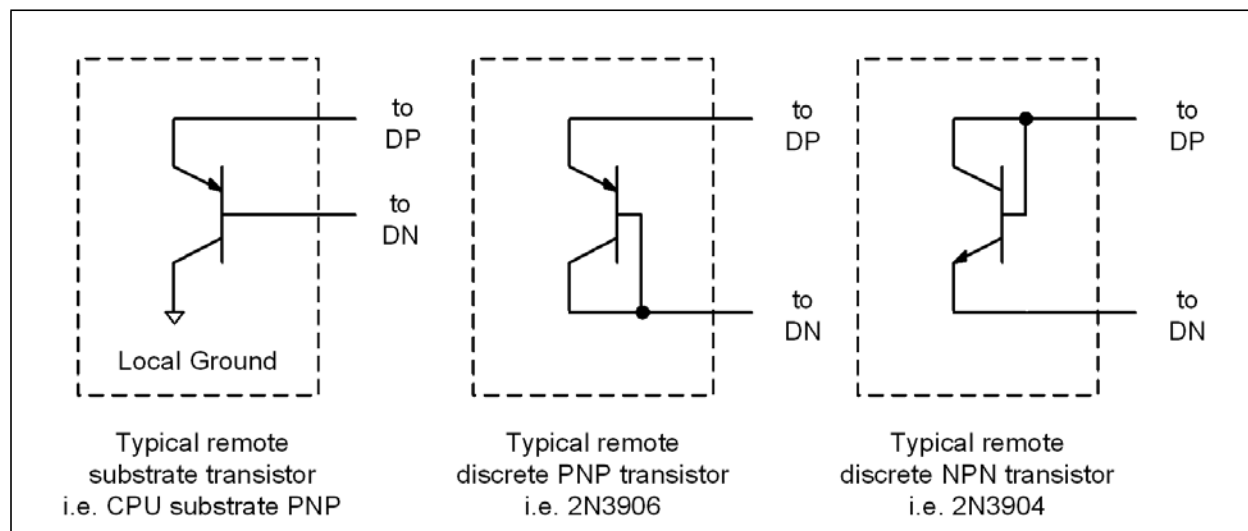 to
DP
to
DN
Local Ground
Typical remote
substrate transistor
i.e. CPU substrate PNP
to
DP
to
DN
Typical remote
discrete PNP transistor
i.e. 2N3906
to
DP
to
DN
Typical remote
discrete NPN transistor
i.e. 2N3904